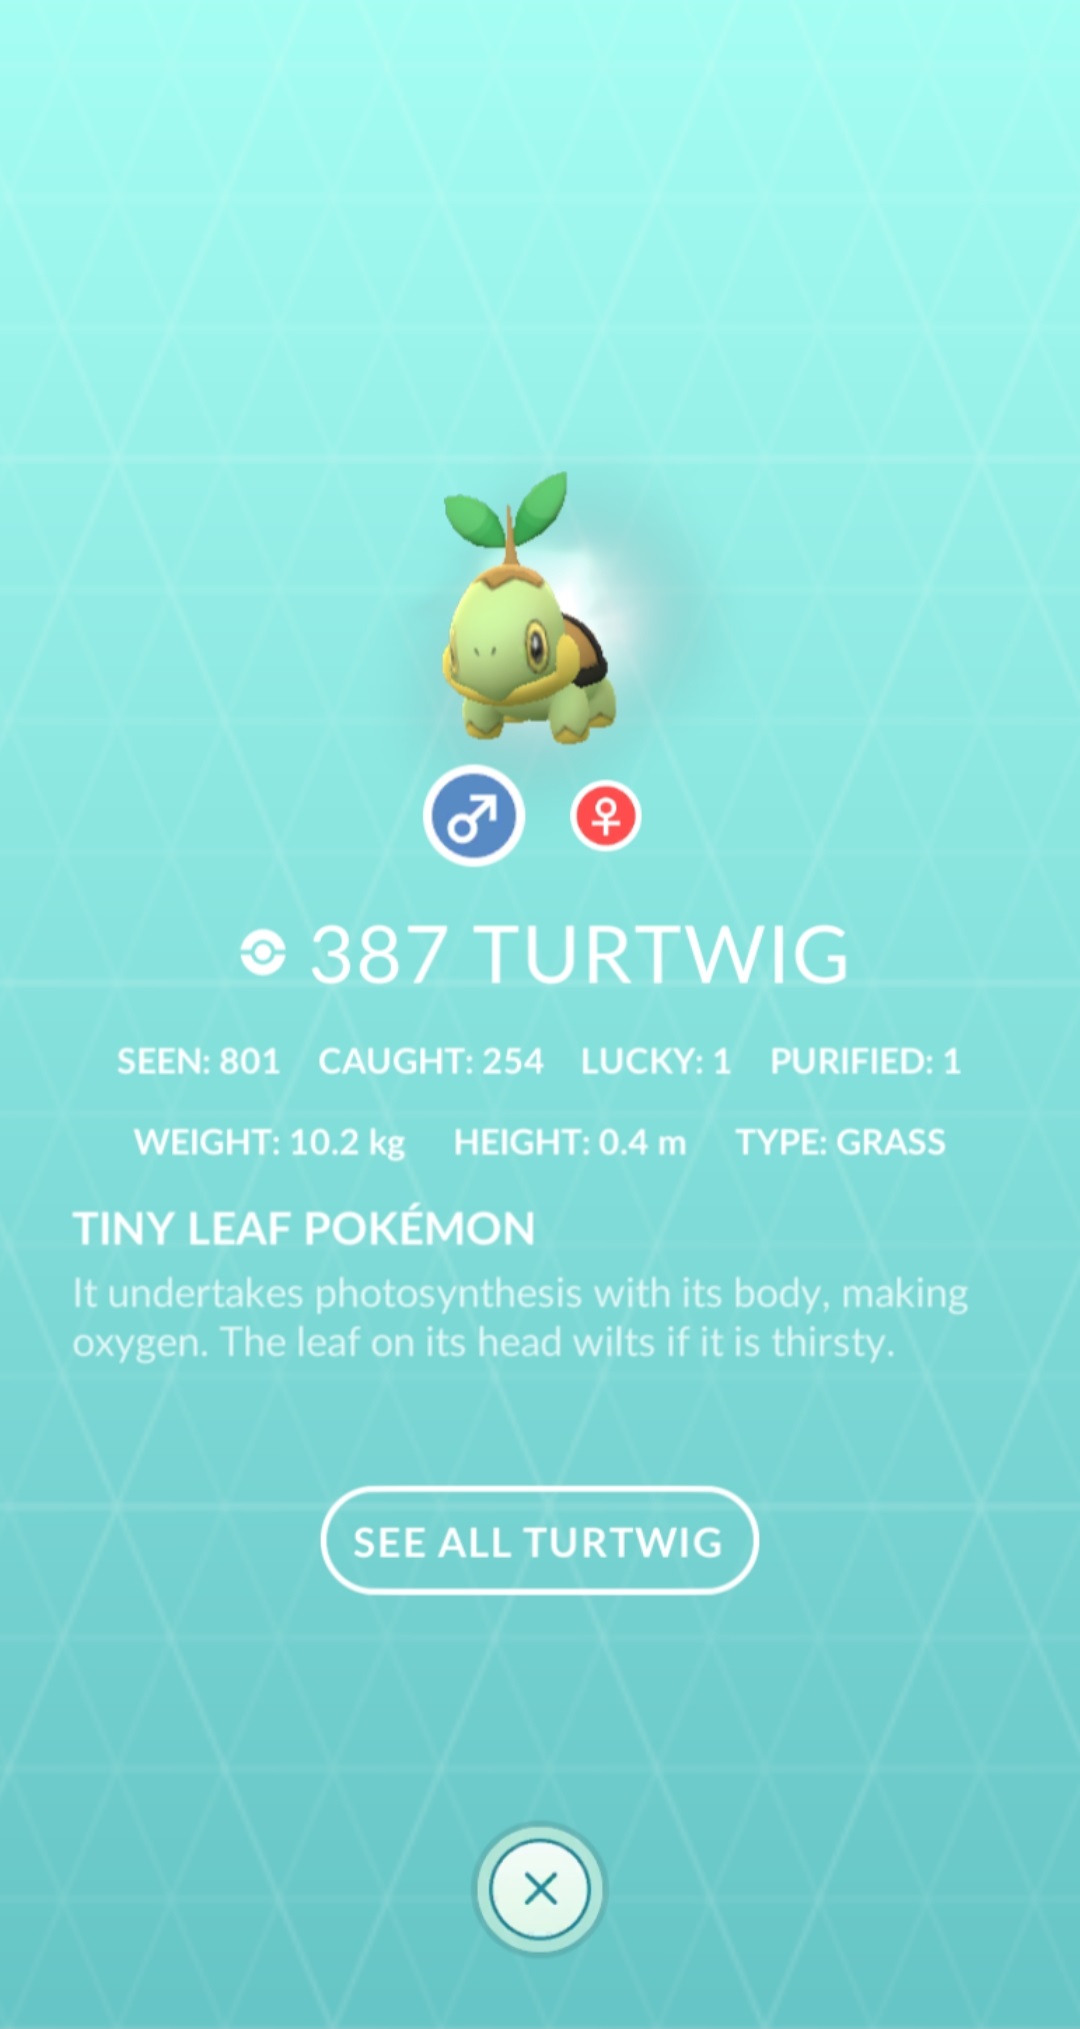 387 TURTWIG
SEEN: 801 CAUGHT: 254 LUCKY: 1 PURIFIED: 1
WEIGHT: 10.2 kg HEIGHT: 0.4 m TYPE: GRASS
TINY LEAF POKÉMON
It undertakes photosynthesis with its body, making
oxygen. The leaf on its head wilts if it is thirsty.
SEE ALL TURTWIG